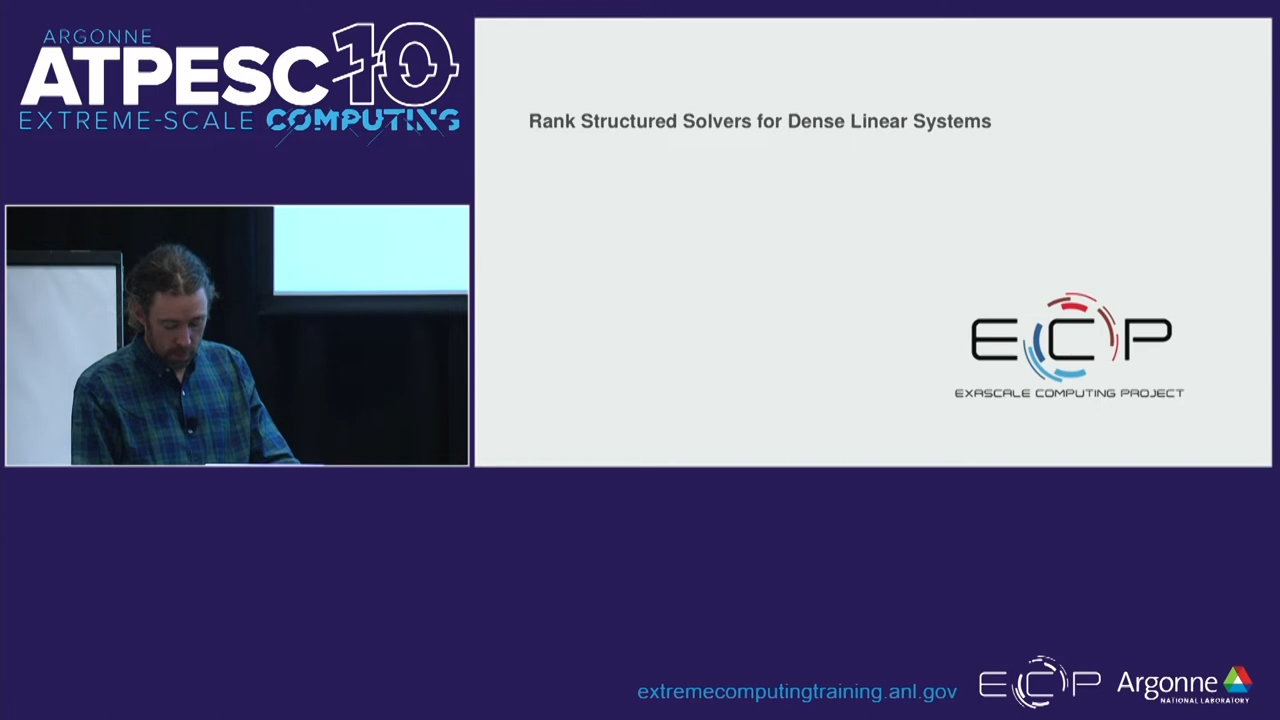 ARGONNE
ATPESC 10
EXTREME-SCALE COMPUTING
Rank Structured Solvers for Dense Linear Systems
ECP
EXASCALE COMPUTING PROJECT
extremecomputingtraining.anl.gov
ECP
Argonne
NATIONAL LABORATORY